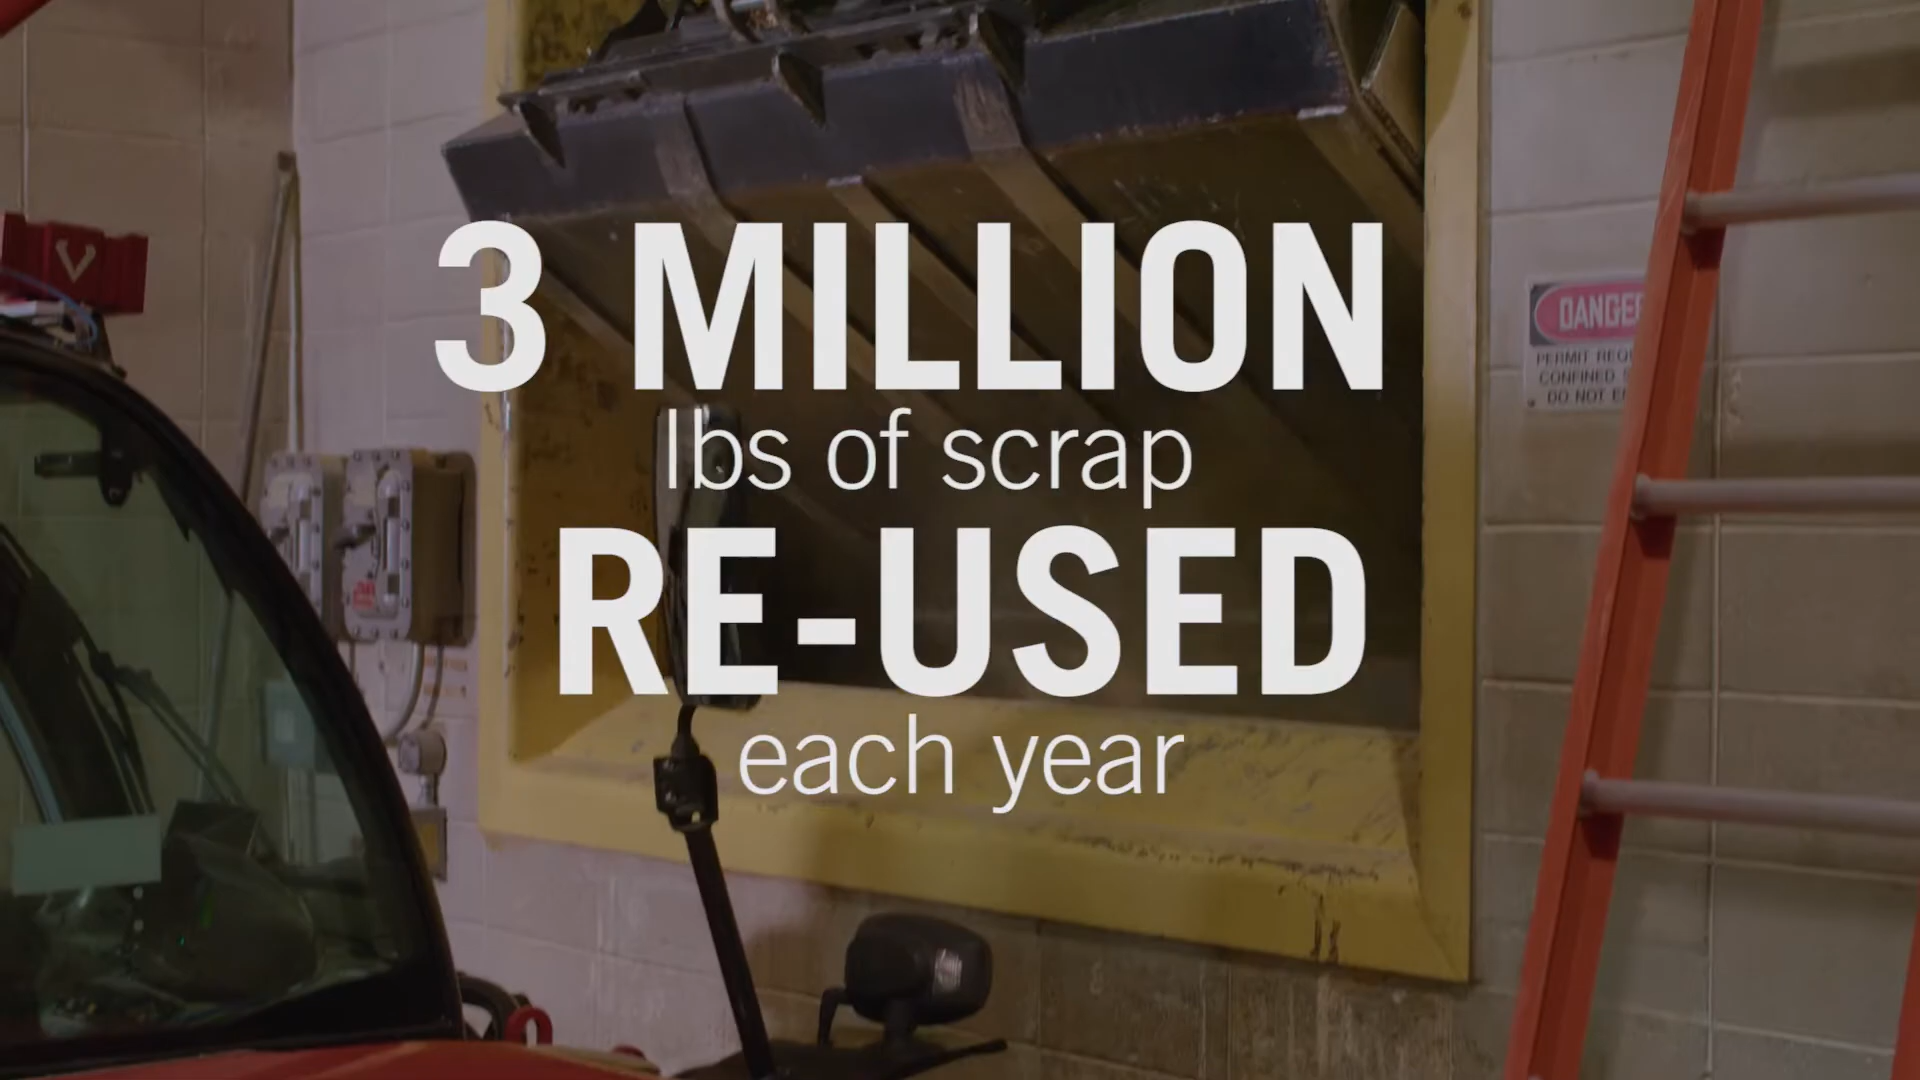 3 MILLION
lbs of scrap
RE-USED
each year
DANGER
PERMIT REQ
CONFINED
DO NOT